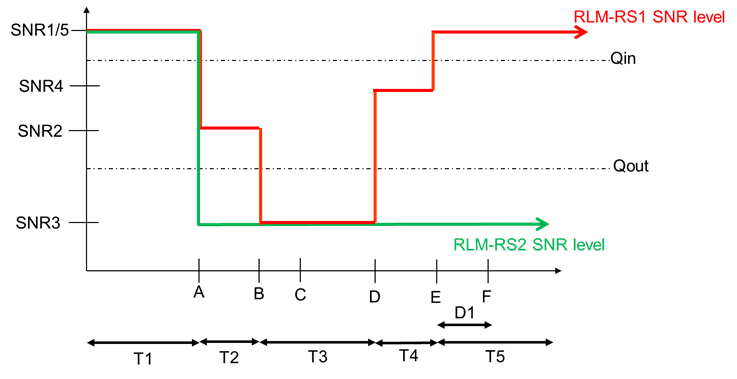 SNR1/5
RLM-RS1 SNR level
Qin
SNR4
SNR2
Qout
SNR3
RLM-RS2 SNR level
A B C D E F
D1
T1 T2 T3 T4 T5